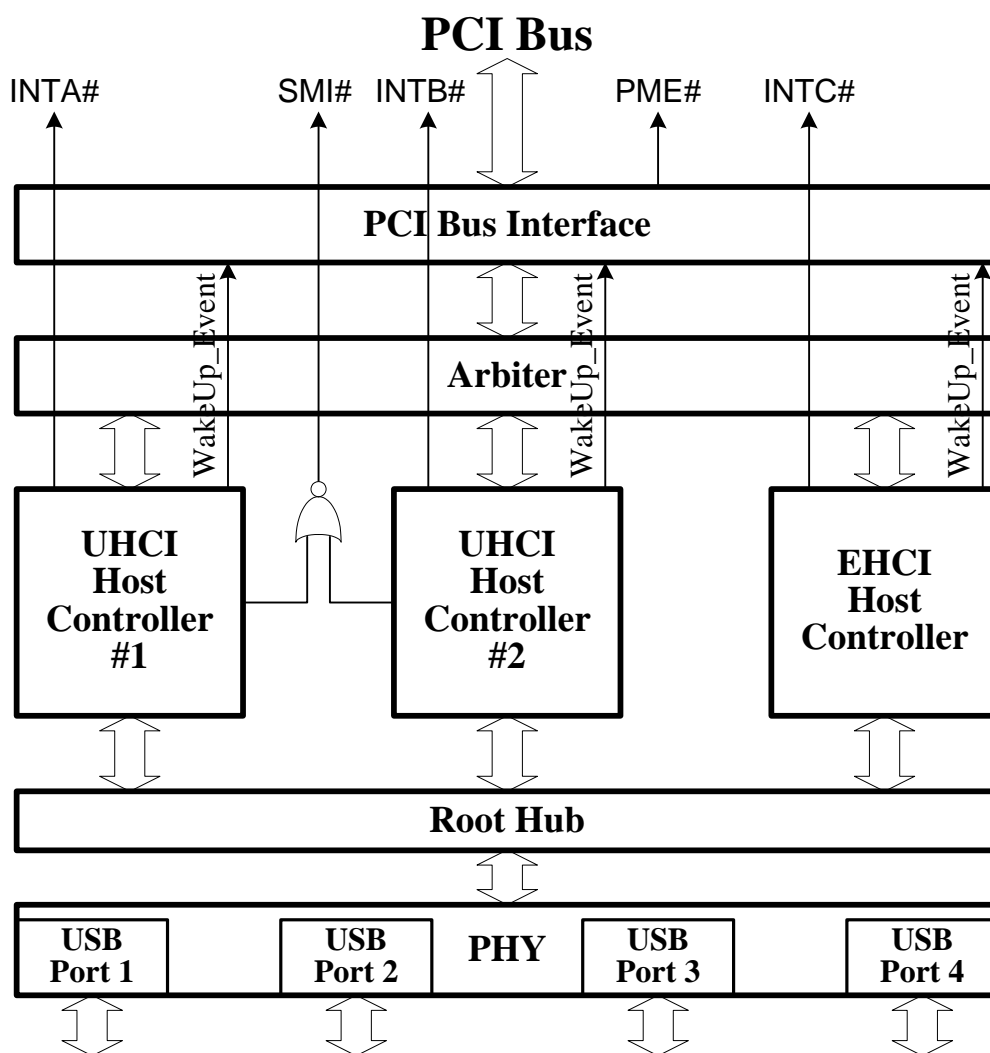 PCI Bus
INTA#
SMI#
INTB#
PME#
INTC#
PCI Bus Interface
WakeUp_Event
WakeUp_Event
WakeUp_Event
Arbiter
UHCI
Host
Controller
#1
UHCI
Host
Controller
#2
EHCI
Host
Controller
Root Hub
USB
Port 1
USB
Port 2
PHY
USB
Port 3
USB
Port 4